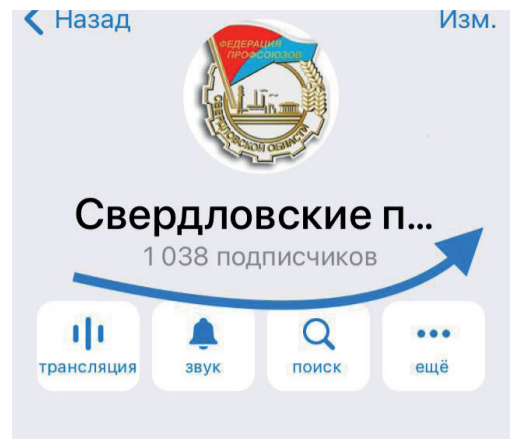 Назад
Изм.
ФЕДЕРАЦИЯ
ПРОФСОЮЗОВ
СВЕРДЛОВСКОЙ ОБЛАСТИ
Свердловские п...
1 038 подписчиков
трансляция
звук
поиск
ещё